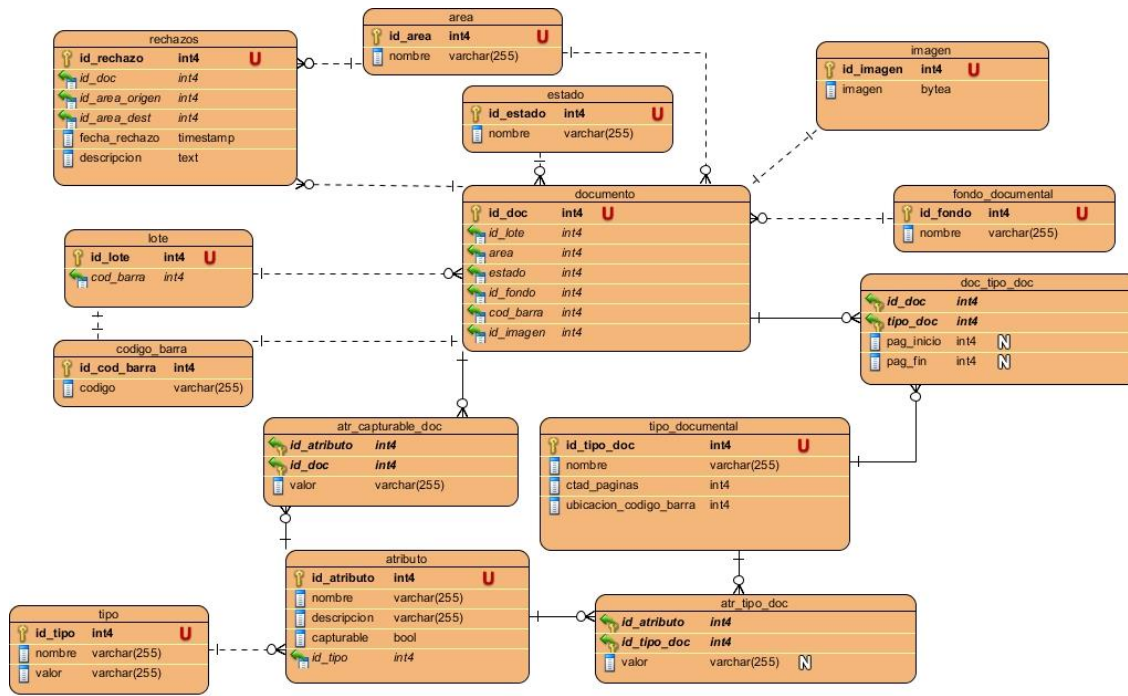 rechazos
id_rechazo int4 U
id_doc int4
id_area_origen int4
id_area_dest int4
fecha_rechazo timestamp
descripcion text
area
id_area int4 U
nombre varchar(255)
estado
id_estado int4 U
nombre varchar(255)
imagen
id_imagen int4 U
imagen bytea
documento
id_doc int4 U
id_lote int4
area int4
estado int4
id_fondo int4
cod_barra int4
id_imagen int4
fondo_documental
id_fondo int4 U
nombre varchar(255)
lote
id_lote int4 U
cod_barra int4
doc_tipo_doc
id_doc int4
tipo_doc int4
pag_inicio int4 N
pag_fin int4 N
codigo_barra
id_cod_barra int4
codigo varchar(255)
atr_capturable_doc
id_atributo int4
id_doc int4
valor varchar(255)
tipo_documental
id_tipo_doc int4 U
nombre varchar(255)
ctad_paginas int4
ubicacion_codigo_barra int4
atributo
id_atributo int4 U
nombre varchar(255)
descripcion varchar(255)
capturable bool
id_tipo int4
tipo
id_tipo int4 U
nombre varchar(255)
valor varchar(255)
atr_tipo_doc
id_atributo int4
id_tipo_doc int4
valor varchar(255) N